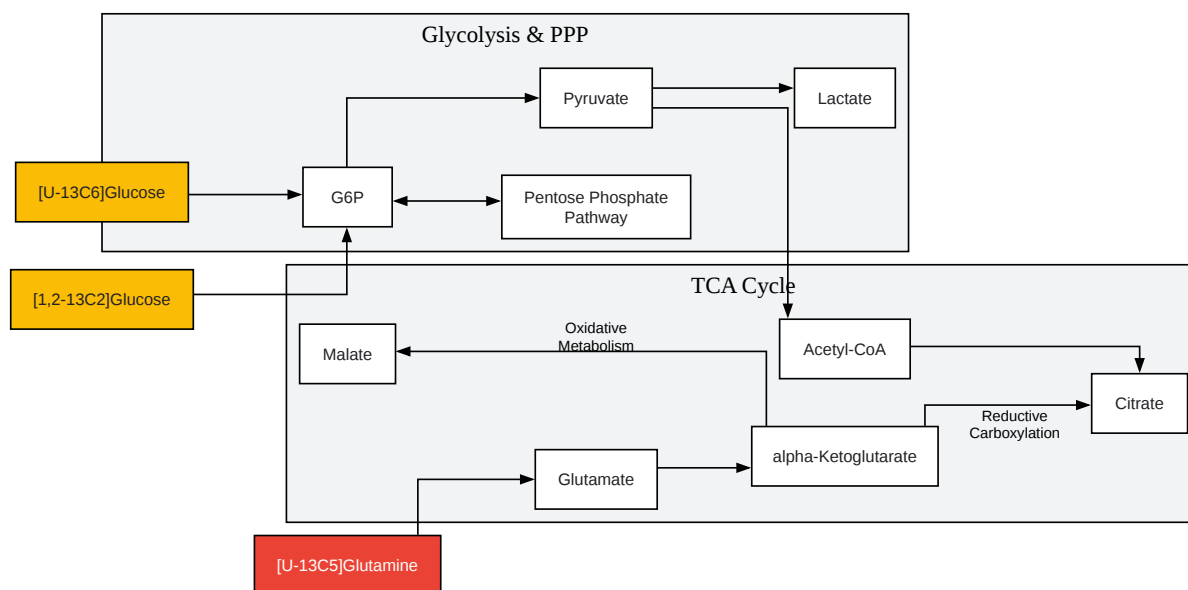 Glycolysis & PPP
Pyruvate
Lactate
[U-13C6]Glucose
G6P
Pentose Phosphate
Pathway
[1,2-13C2]Glucose
TCA Cycle
Oxidative
Metabolism
Malate
Acetyl-CoA
Citrate
Reductive
Carboxylation
alpha-Ketoglutarate
Glutamate
[U-13C5]Glutamine